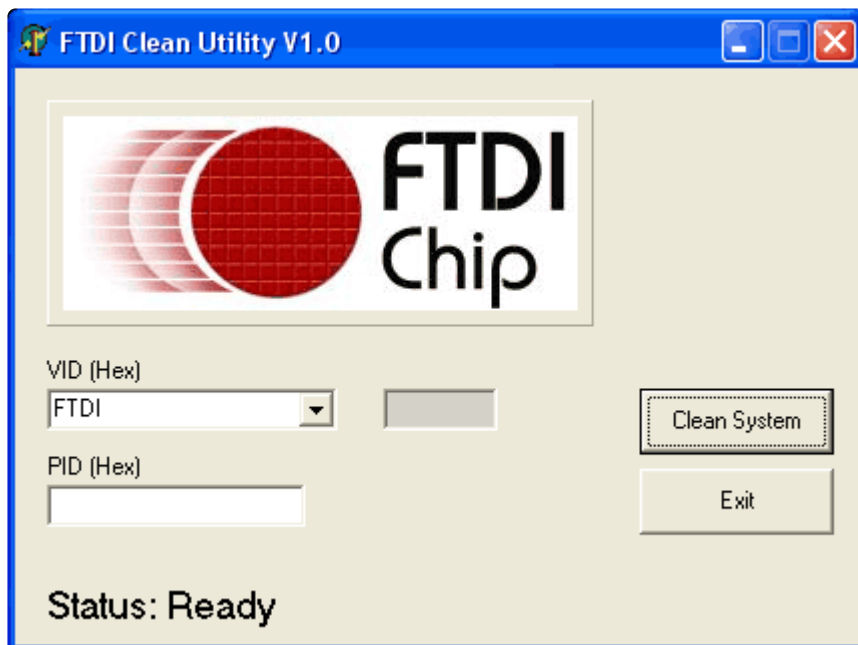 FTDI Clean Utility V1.0
FTDI
Chip
VID (Hex)
FTDI
Clean System
PID (Hex)
Exit
Status: Ready